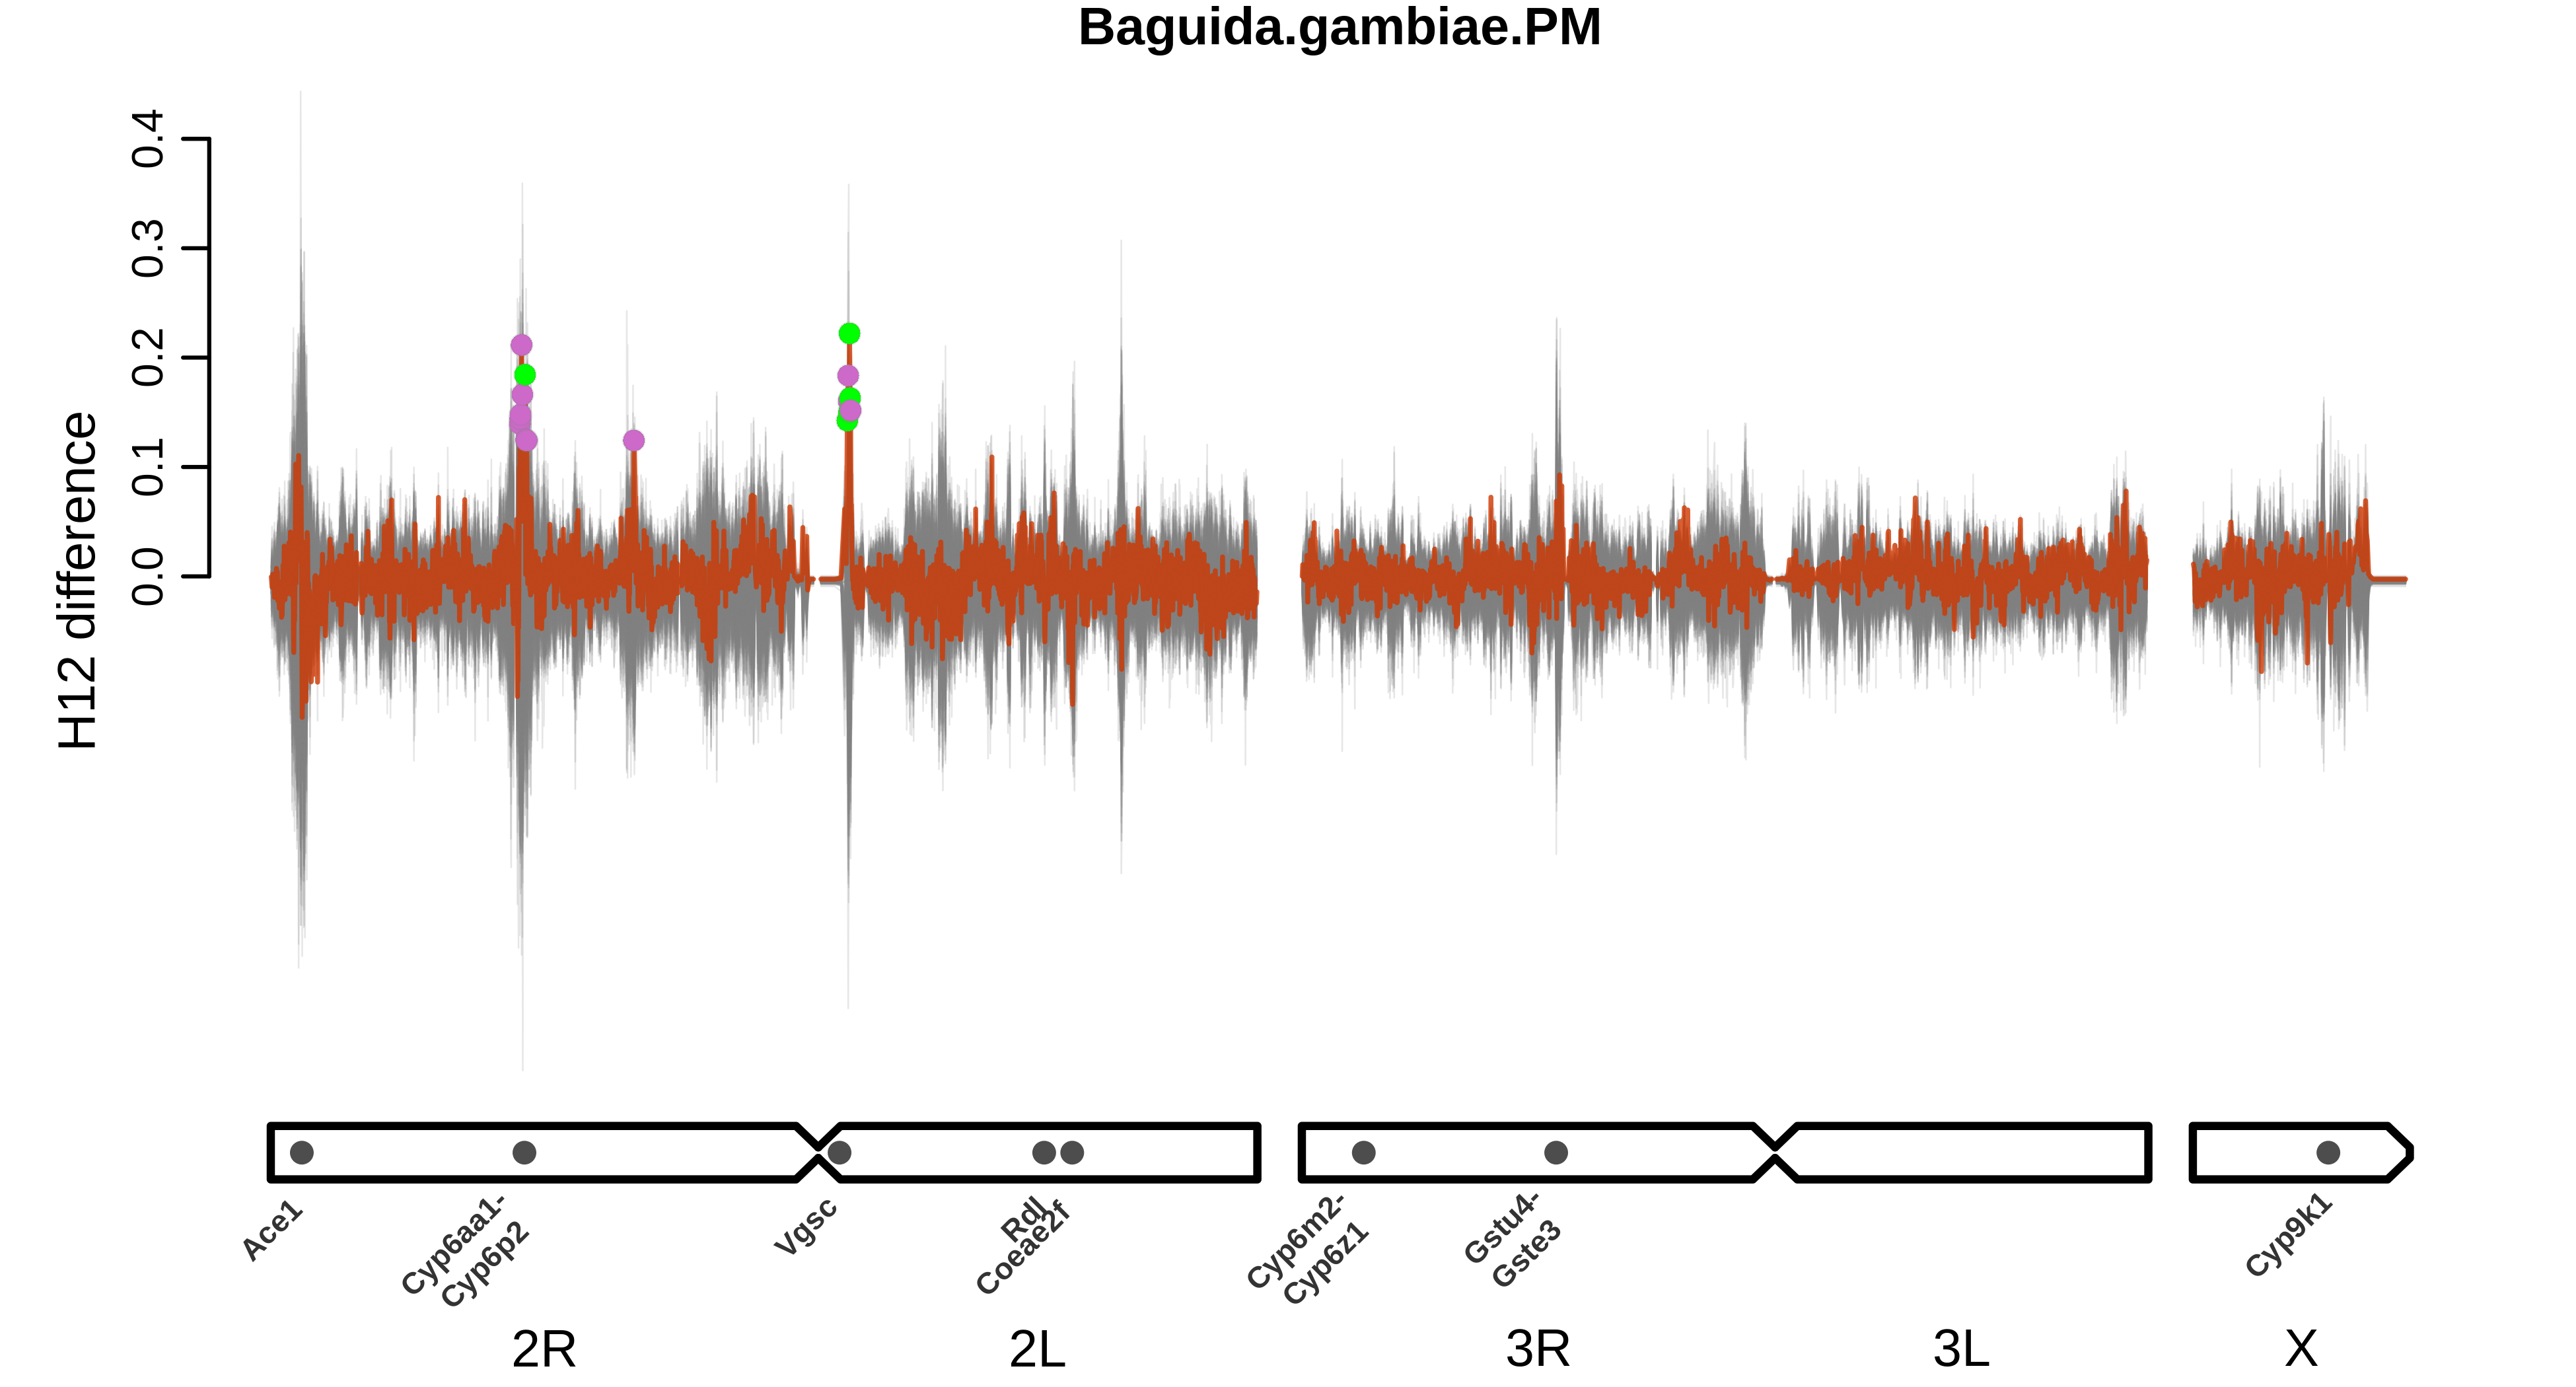 Baguida.gambiae.PM
H12 difference
0.4
0.3
0.2
0.1
0.0
Ace1
Cyp6aa1-
Cyp6p2
Vgsc
Rdl
Coeae2f
Cyp6m2-
Cyp6z1
Gstu4-
Gste3
Cyp9k1
2R
2L
3R
3L
X